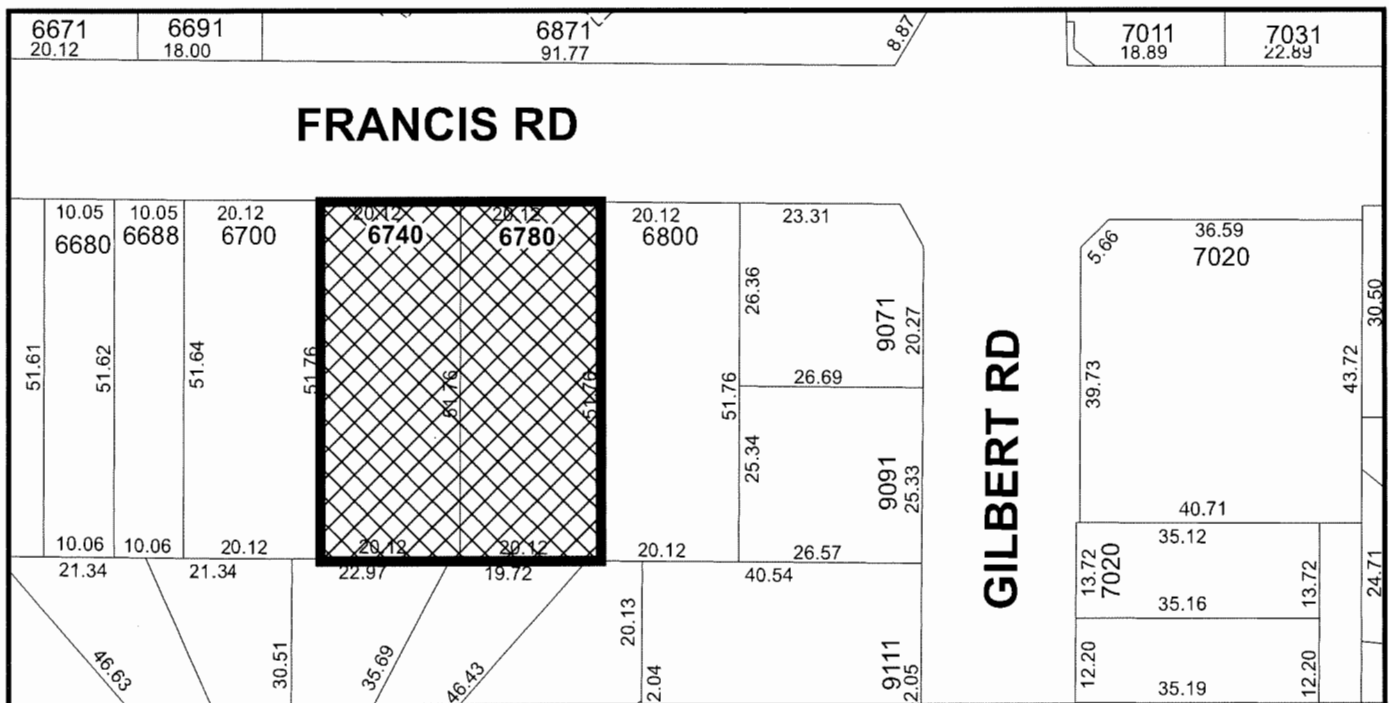 6671 6691 6871 7011 7031
20.12 18.00 91.77 8.87 18.89 22.89
FRANCIS RD
10.05 10.05 20.12 20.12 20.12 20.12 23.31 36.59
6680 6688 6700 6740 6780 6800 5.66 7020
26.36 9071 20.27 30.50
51.61 51.62 51.64 51.76 51.76 51.76 51.76 26.69 39.73 43.72
GILBERT RD
25.34 9091 25.33
10.06 10.06 20.12 20.12 20.12 20.12 26.57 40.71
21.34 21.34 22.97 19.72 40.54 35.12
13.72 7020 13.72 24.71
20.13 35.16
46.63 30.51 35.69 46.43 2.04 9111 2.05 12.20 35.19 12.20